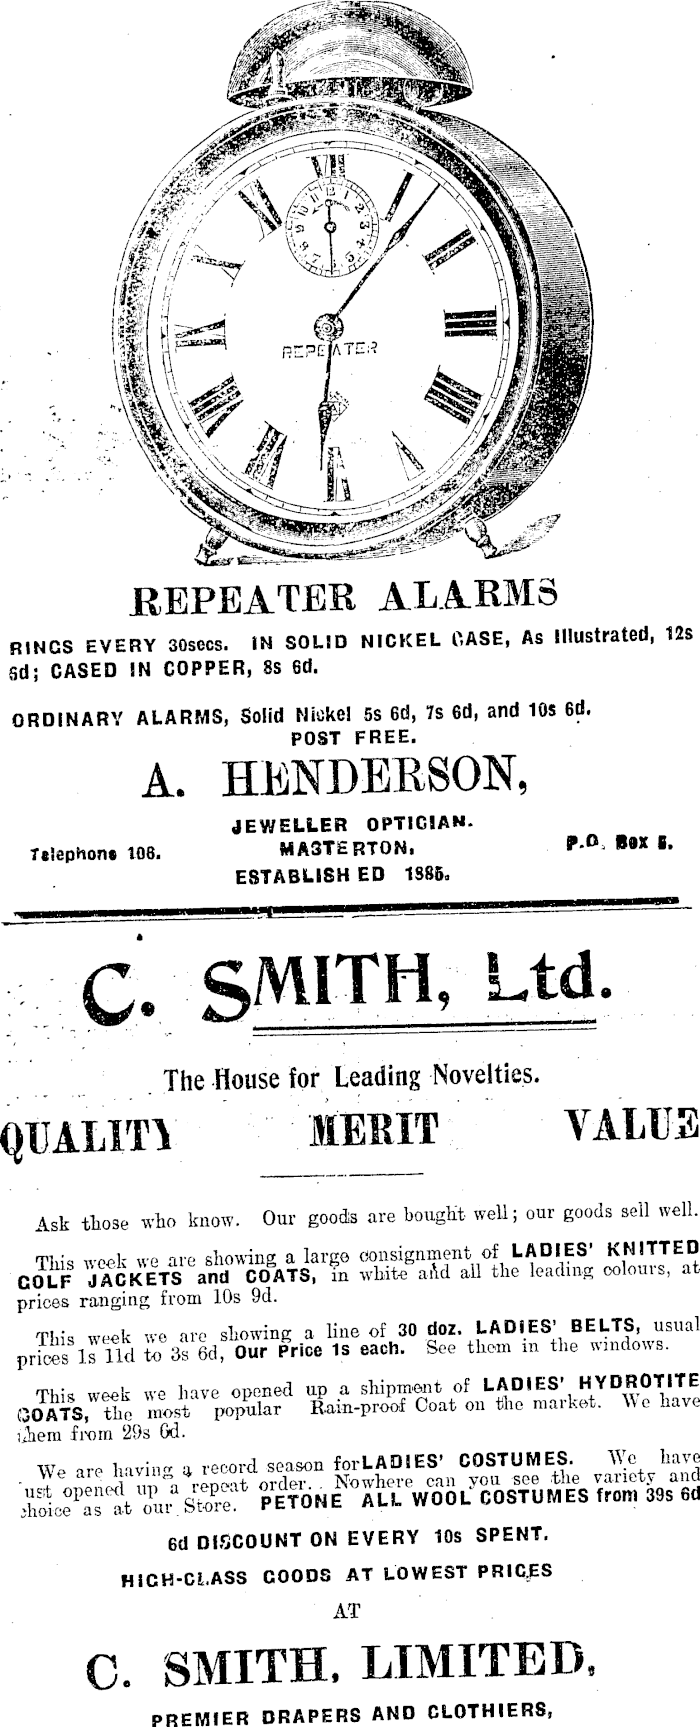 REPEATER
REPEATER ALARMS
RINGS EVERY 30secs. IN SOLID NICKEL CASE, As Illustrated, 12s
6d; CASED IN COPPER, 8s 6d.
ORDINARY ALARMS, Solid Nickel 5s 6d, 7s 6d, and 10s 6d.
POST FREE.
A. HENDERSON,
JEWELLER OPTICIAN.
Telephone 106. MASTERTON, P.O. Box 5.
ESTABLISHED 1885.
C. SMITH, Ltd.
The House for Leading Novelties.
QUALITY MERIT VALUE
Ask those who know. Our goods are bought well; our goods sell well.
This week we are showing a large consignment of LADIES' KNITTED
GOLF JACKETS and COATS, in white and all the leading colours, at
prices ranging from 10s 9d.
This week we are showing a line of 30 doz. LADIES' BELTS, usual
prices 1s 11d to 3s 6d, Our Price 1s each. See them in the windows.
This week we have opened up a shipment of LADIES' HYDROTITE
COATS, the most popular Rain-proof Coat on the market. We have
them from 29s 6d.
We are having a record season for LADIES' COSTUMES. We have
ust opened up a repeat order. Nowhere can you see the variety and
choice as at our Store. PETONE ALL WOOL COSTUMES from 39s 6d
6d DISCOUNT ON EVERY 10s SPENT.
HIGH-CLASS GOODS AT LOWEST PRICES
AT
C. SMITH, LIMITED,
PREMIER DRAPERS AND CLOTHIERS,